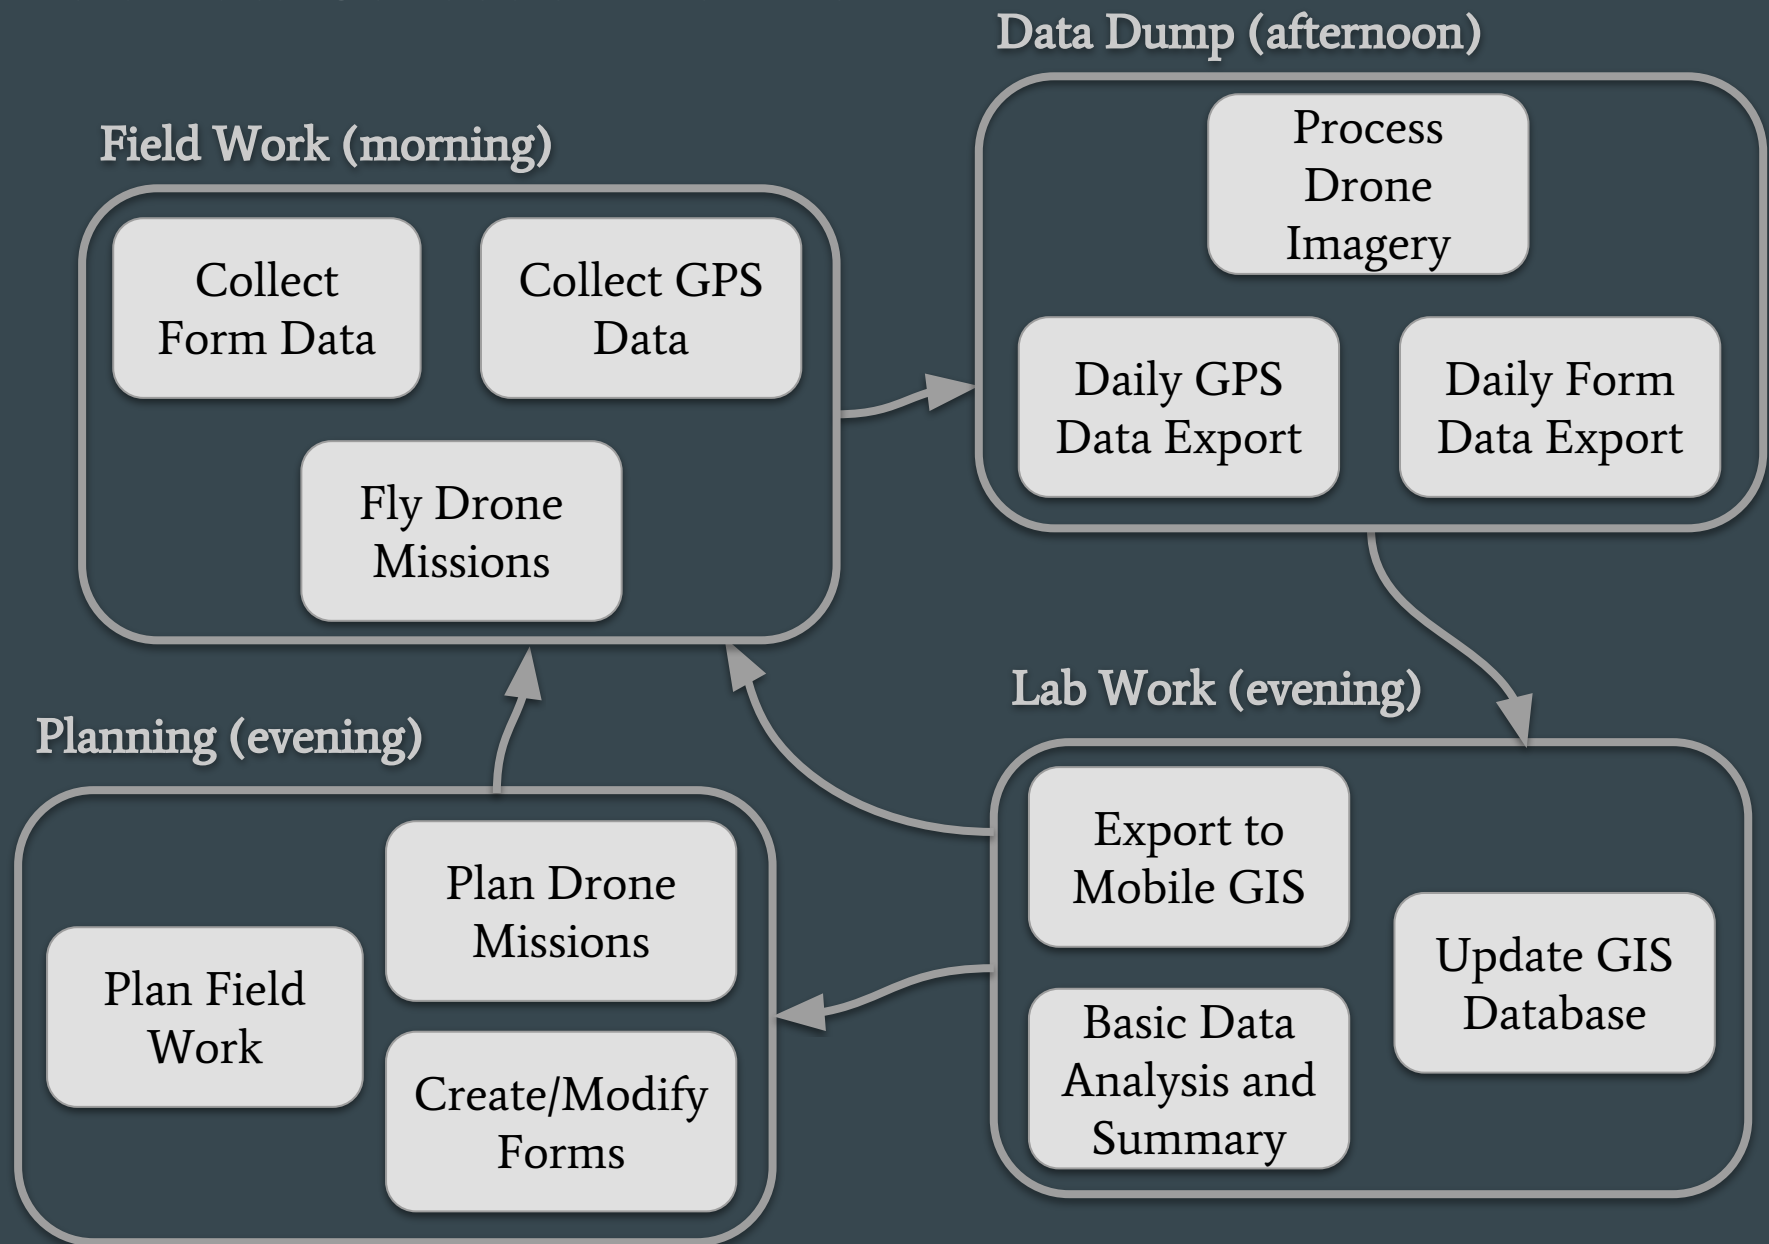 Field Work (morning)
Collect
Form Data
Collect GPS
Data
Fly Drone
Missions
Data Dump (afternoon)
Process
Drone
Imagery
Daily GPS
Data Export
Daily Form
Data Export
Lab Work (evening)
Export to
Mobile GIS
Update GIS
Database
Basic Data
Analysis and
Summary
Planning (evening)
Plan Drone
Missions
Plan Field
Work
Create/Modify
Forms